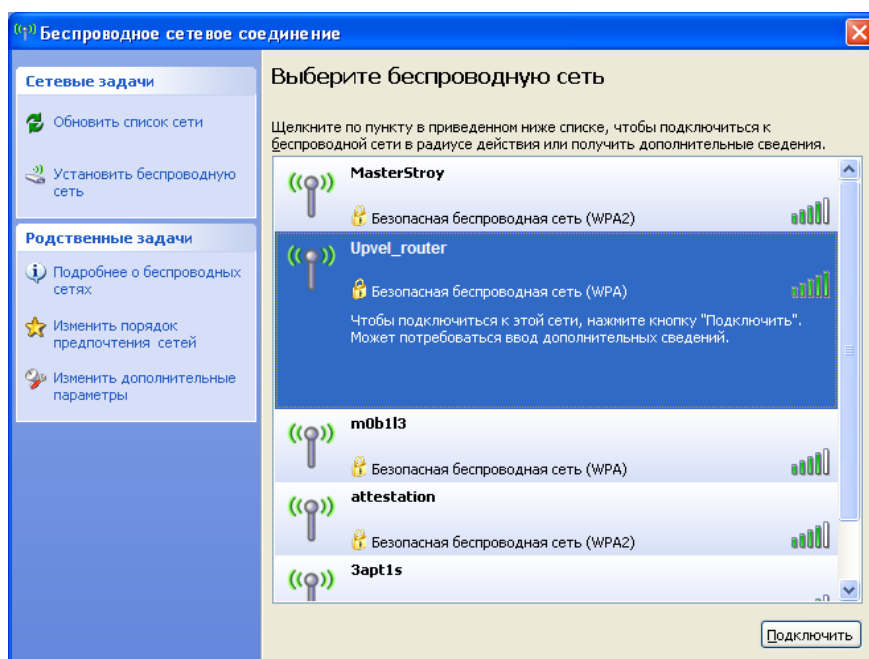 Беспроводное сетевое соединение
Сетевые задачи
Обновить список сети
Установить беспроводную
сеть
Родственные задачи
Подробнее о беспроводных
сетях
Изменить порядок
предпочтения сетей
Изменить дополнительные
параметры
Выберите беспроводную сеть
Щелкните по пункту в приведенном ниже списке, чтобы подключиться к
беспроводной сети в радиусе действия или получить дополнительные сведения.
MasterStroy
Безопасная беспроводная сеть (WPA2)
Upvel_router
Безопасная беспроводная сеть (WPA)
Чтобы подключиться к этой сети, нажмите кнопку "Подключить".
Может потребоваться ввод дополнительных сведений.
m0b1l3
Безопасная беспроводная сеть (WPA)
attestation
Безопасная беспроводная сеть (WPA2)
3apt1s
Подключить